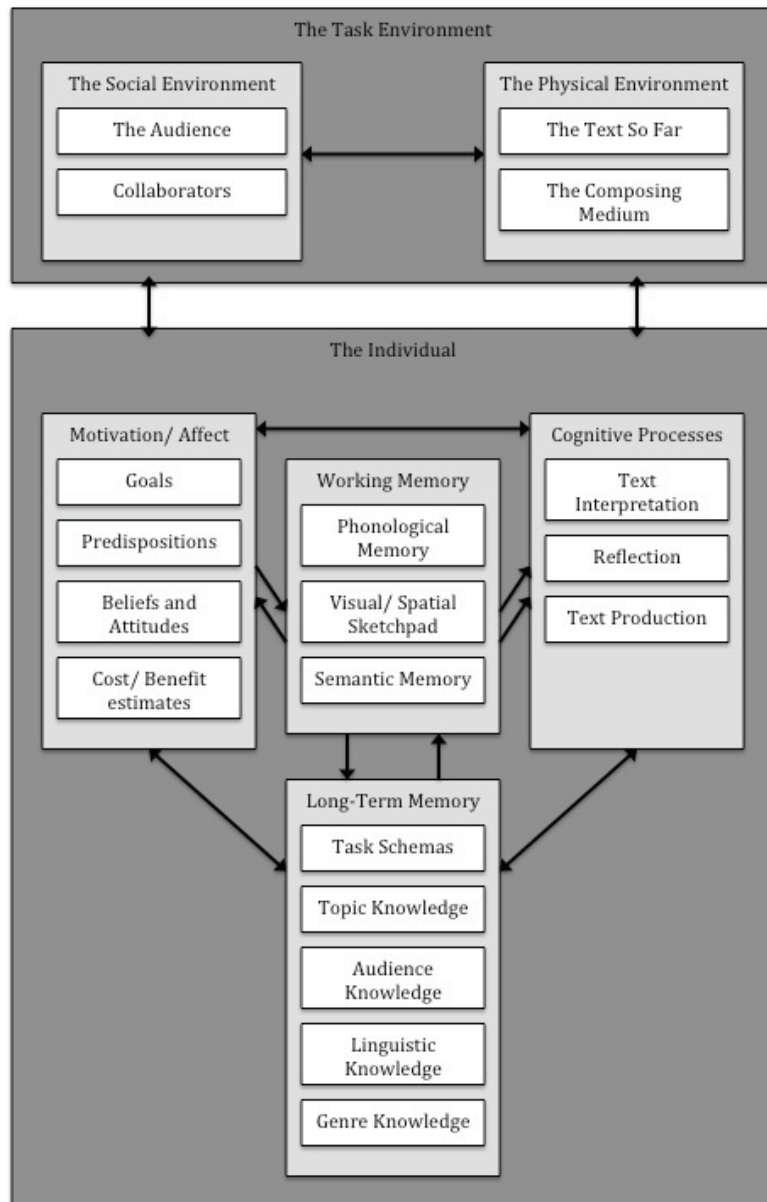 The Task Environment
The Social Environment
The Audience
Collaborators
The Physical Environment
The Text So Far
The Composing
Medium
The Individual
Motivation/ Affect
Goals
Predispositions
Beliefs and
Attitudes
Cost/ Benefit
estimates
Working Memory
Phonological
Memory
Visual/ Spatial
Sketchpad
Semantic Memory
Cognitive Processes
Text
Interpretation
Reflection
Text Production
Long-Term Memory
Task Schemas
Topic Knowledge
Audience
Knowledge
Linguistic
Knowledge
Genre Knowledge